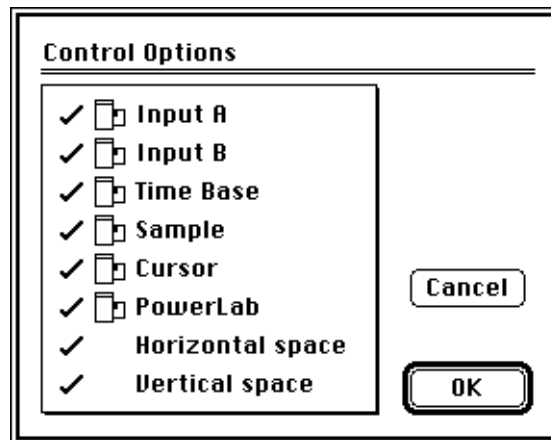 Control Options
Input A
Input B
Time Base
Sample
Cursor
PowerLab
Horizontal space
Vertical space
Cancel
OK